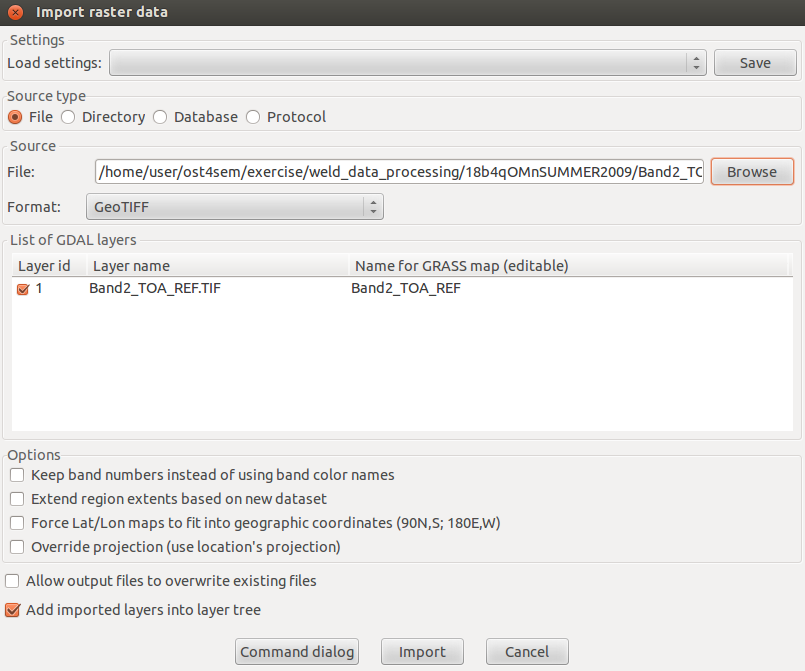 Import raster data
Settings
Load settings: Save
Source type
File Directory Database Protocol
Source
File: /home/user/ost4sem/exercise/weld_data_processing/18b4qOMnSUMMER2009/Band2_TO Browse
Format: GeoTIFF
List of GDAL layers
Layer id Layer name Name for GRASS map (editable)
1 Band2_TOA_REF.TIF Band2_TOA_REF
Options
Keep band numbers instead of using band color names
Extend region extents based on new dataset
Force Lat/Lon maps to fit into geographic coordinates (90N,S; 180E,W)
Override projection (use location's projection)
Allow output files to overwrite existing files
Add imported layers into layer tree
Command dialog Import Cancel